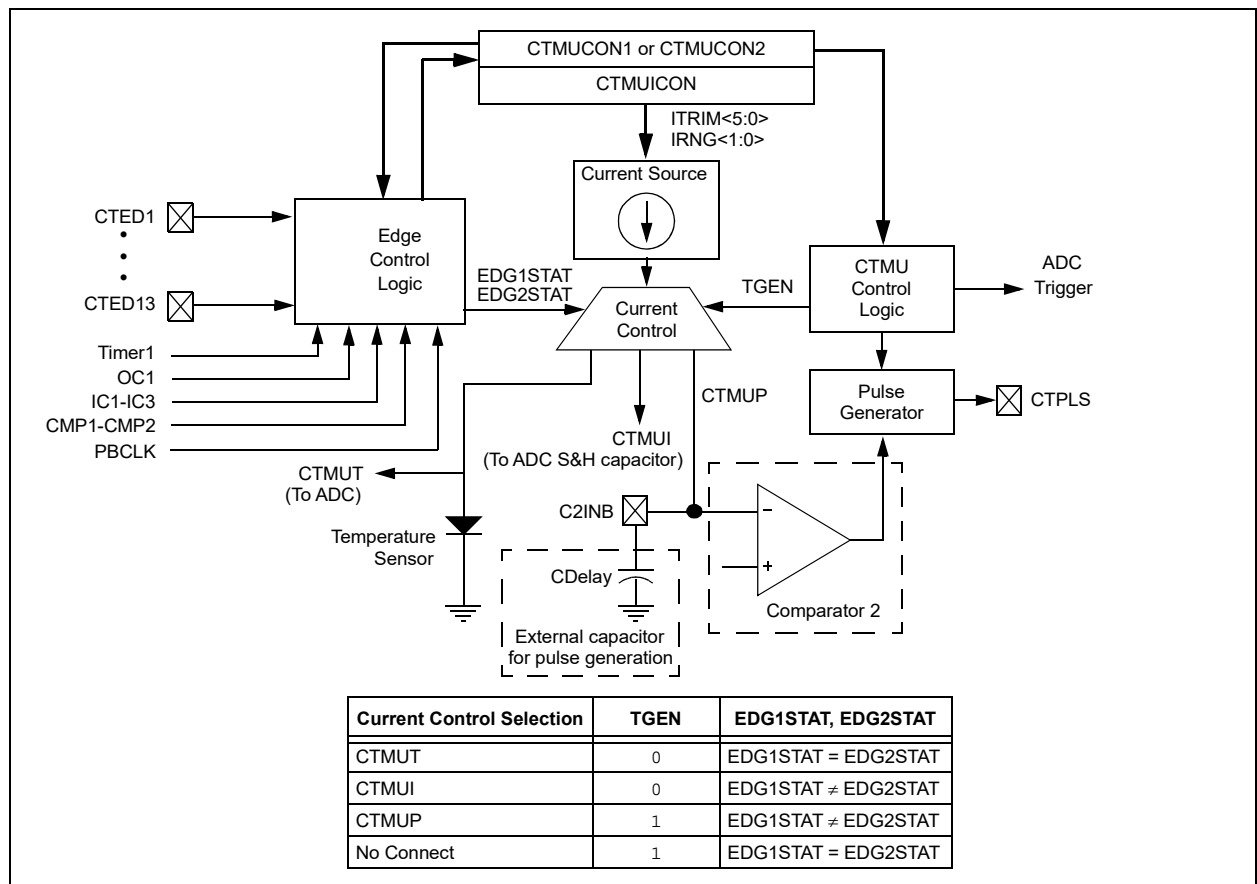 CTMUCON1 or CTMUCON2
CTMUICON
ITRIM<5:0>
IRNG<1:0>
Current Source
CTED1
CTED13
Edge
Control
Logic
EDG1STAT
EDG2STAT
Current
Control
TGEN
CTMU
Control
Logic
ADC
Trigger
Timer1
OC1
IC1-IC3
CMP1-CMP2
PBCLK
CTMUP
Pulse
Generator
CTPLS
CTMUI
(To ADC S&H capacitor)
CTMUT
(To ADC)
C2INB
Temperature
Sensor
CDelay
External capacitor
for pulse generation
−
+
Comparator 2
Current Control Selection TGEN EDG1STAT, EDG2STAT
CTMUT 0 EDG1STAT = EDG2STAT
CTMUI 0 EDG1STAT ≠ EDG2STAT
CTMUP 1 EDG1STAT ≠ EDG2STAT
No Connect 1 EDG1STAT = EDG2STAT